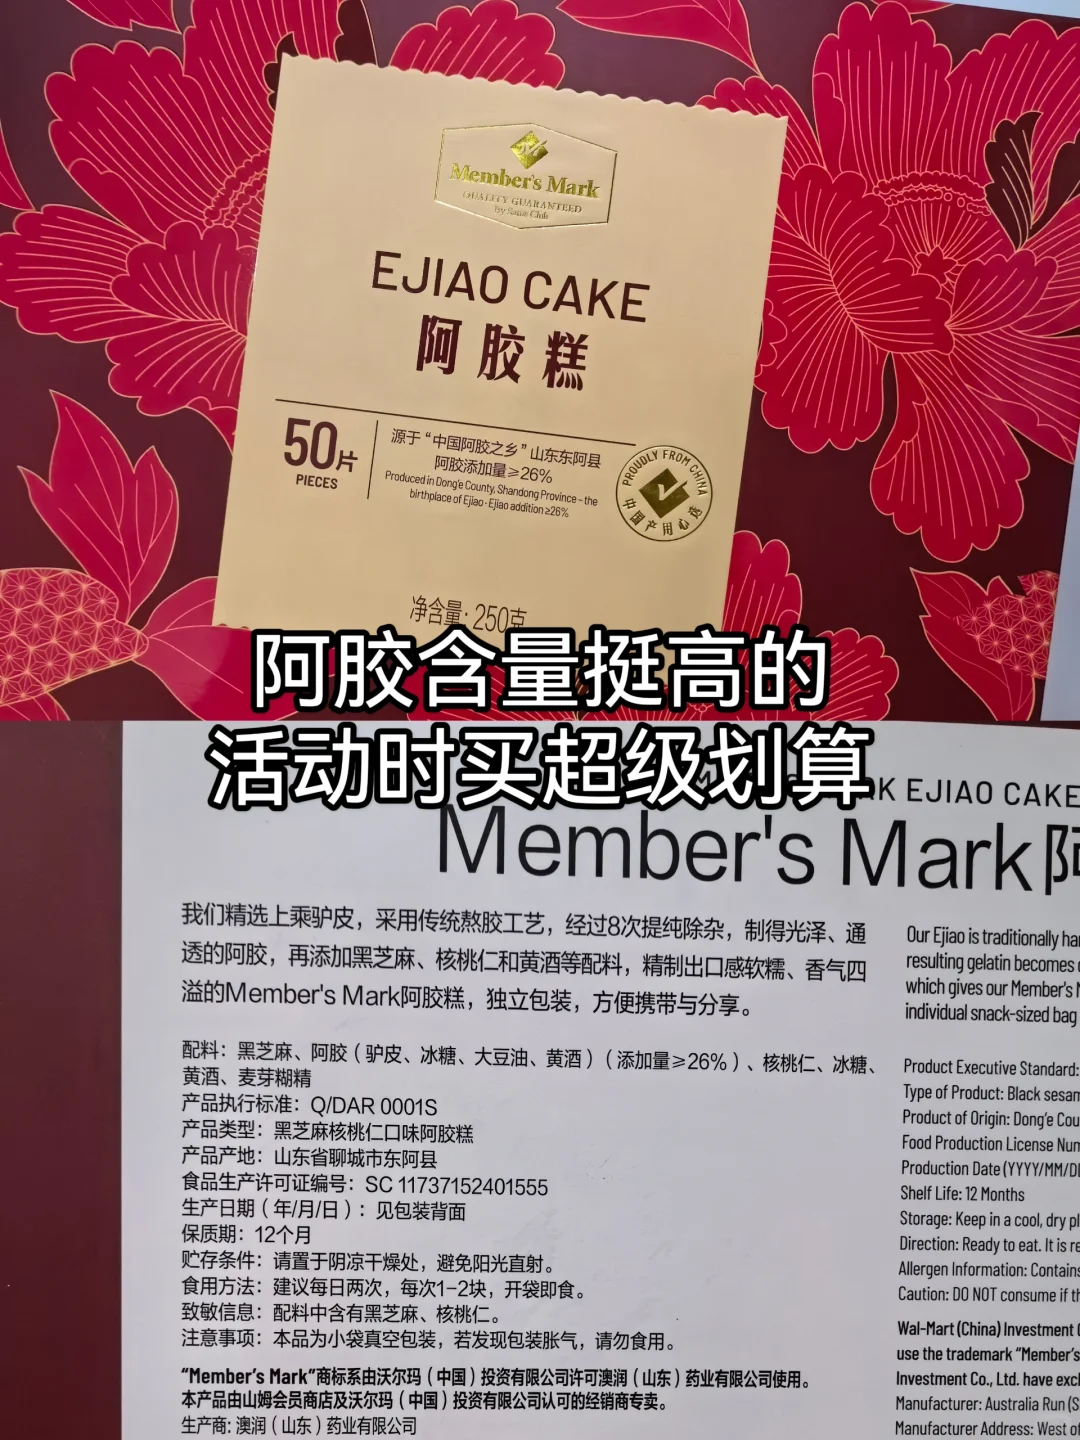 Member's Mark
QUALITY GUARANTEED
By Sam's Club
EJIAO CAKE
阿胶糕
50片
PIECES
源于“中国阿胶之乡”山东东阿县
阿胶添加量≥26%
Produced in Dong'e County, Shandong Province - the
birthplace of Ejiao · Ejiao addition ≥26%
PROUDLY FROM CHINA
中国产用心选
净含量: 250克
阿胶含量挺高的
活动时买超级划算
RK EJIAO CAKE
Member's Mark阿
我们精选上乘驴皮，采用传统熬胶工艺，经过8次提纯除杂，制得光泽、通
透的阿胶，再添加黑芝麻、核桃仁和黄酒等配料，精制出口感软糯、香气四
溢的Member's Mark阿胶糕，独立包装，方便携带与分享。
配料：黑芝麻、阿胶（驴皮、冰糖、大豆油、黄酒）（添加量≥26%）、核桃仁、冰糖、
黄酒、麦芽糊精
产品执行标准：Q/DAR 0001S
产品类型：黑芝麻核桃仁口味阿胶糕
产品产地：山东省聊城市东阿县
食品生产许可证编号：SC 11737152401555
生产日期（年/月/日）：见包装背面
保质期：12个月
贮存条件：请置于阴凉干燥处，避免阳光直射。
食用方法：建议每日两次，每次1-2块，开袋即食。
致敏信息：配料中含有黑芝麻、核桃仁。
注意事项：本品为小袋真空包装，若发现包装胀气，请勿食用。
“Member's Mark”商标系由沃尔玛（中国）投资有限公司许可澳润（山东）药业有限公司使用。
本产品由山姆会员商店及沃尔玛（中国）投资有限公司认可的经销商专卖。
生产商: 澳润（山东）药业有限公司
Our Ejiao is traditionally ha
resulting gelatin becomes
which gives our Member's
individual snack-sized bag
Product Executive Standard:
Type of Product: Black sesam
Product of Origin: Dong'e Cou
Food Production License Num
Production Date (YYYY/MM/D
Shelf Life: 12 Months
Storage: Keep in a cool, dry pl
Direction: Ready to eat. It is re
Allergen Information: Contains
Caution: DO NOT consume if th
Wal-Mart (China) Investment
use the trademark “Member's
Investment Co., Ltd. have excl
Manufacturer: Australia Run (S
Manufacturer Address: West of